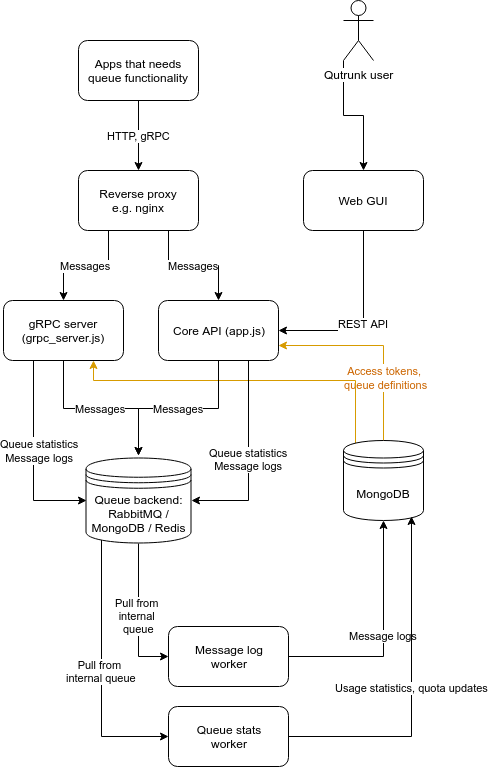 Apps that needs
queue functionality
Qutrunk user
HTTP, gRPC
Reverse proxy
e.g. nginx
Web GUI
Messages
Messages
gRPC server
(grpc_server.js)
Core API (app.js)
REST API
Access tokens,
queue definitions
Messages
Messages
Queue statistics
Message logs
Queue statistics
Message logs
Queue backend:
RabbitMQ /
MongoDB / Redis
MongoDB
Pull from
internal
queue
Message log
worker
Message logs
Pull from
internal queue
Usage statistics, quota updates
Queue stats
worker